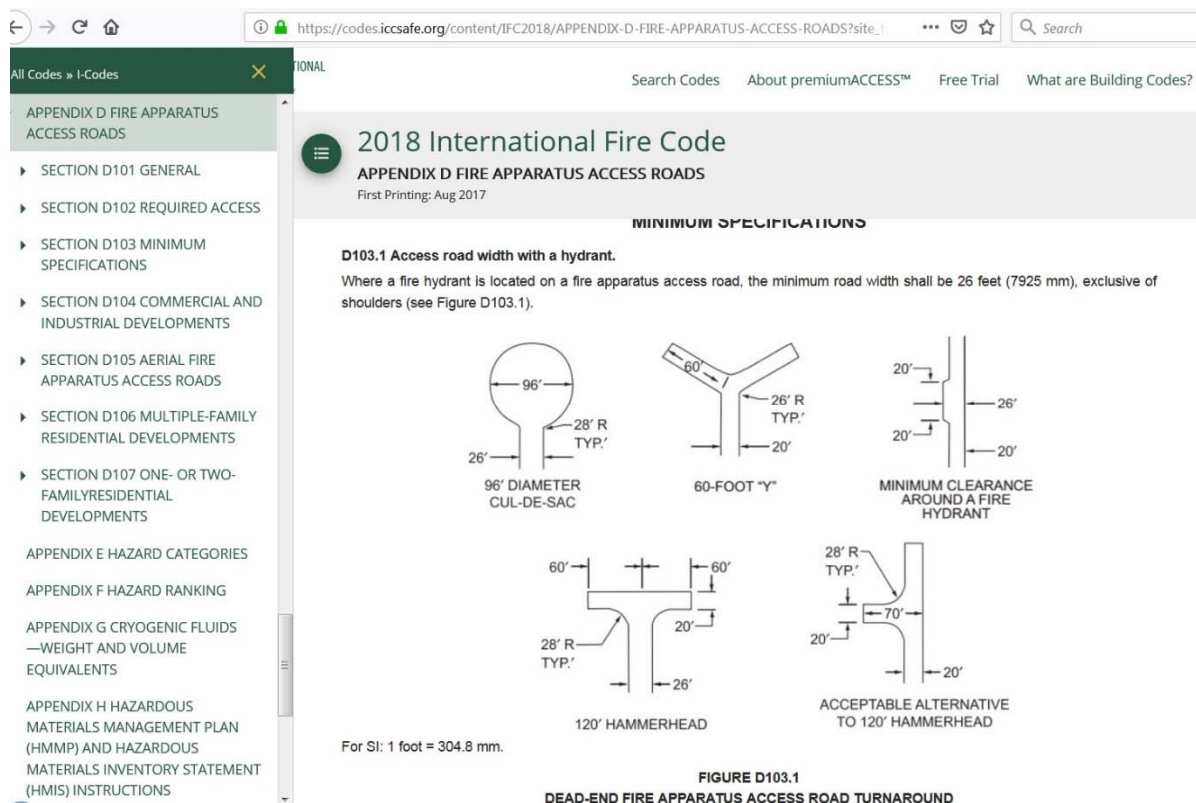 https://codes.iccsafe.org/content/IFC2018/APPENDIX-D-FIRE-APPARATUS-ACCESS-ROADS?site_
Search
All Codes » I-Codes
TIONAL
Search Codes
About premiumACCESS™
Free Trial
What are Building Codes?
APPENDIX D FIRE APPARATUS
ACCESS ROADS
SECTION D101 GENERAL
SECTION D102 REQUIRED ACCESS
SECTION D103 MINIMUM
SPECIFICATIONS
SECTION D104 COMMERCIAL AND
INDUSTRIAL DEVELOPMENTS
SECTION D105 AERIAL FIRE
APPARATUS ACCESS ROADS
SECTION D106 MULTIPLE-FAMILY
RESIDENTIAL DEVELOPMENTS
SECTION D107 ONE- OR TWO-
FAMILYRESIDENTIAL
DEVELOPMENTS
APPENDIX E HAZARD CATEGORIES
APPENDIX F HAZARD RANKING
APPENDIX G CRYOGENIC FLUIDS
—WEIGHT AND VOLUME
EQUIVALENTS
APPENDIX H HAZARDOUS
MATERIALS MANAGEMENT PLAN
(HMMP) AND HAZARDOUS
MATERIALS INVENTORY STATEMENT
(HMIS) INSTRUCTIONS
2018 International Fire Code
APPENDIX D FIRE APPARATUS ACCESS ROADS
First Printing: Aug 2017
MINIMUM SPECIFICATIONS
D103.1 Access road width with a hydrant.
Where a fire hydrant is located on a fire apparatus access road, the minimum road width shall be 26 feet (7925 mm), exclusive of
shoulders (see Figure D103.1).
96′
28′ R
TYP.′
26′
96′ DIAMETER
CUL-DE-SAC
60′
26′ R
TYP.′
20′
60-FOOT “Y”
20′
26′
20′
20′
MINIMUM CLEARANCE
AROUND A FIRE
HYDRANT
60′
60′
20′
28′ R
TYP.′
26′
120′ HAMMERHEAD
28′ R
TYP.′
70′
20′
20′
ACCEPTABLE ALTERNATIVE
TO 120′ HAMMERHEAD
For SI: 1 foot = 304.8 mm.
FIGURE D103.1
DEAD-END FIRE APPARATUS ACCESS ROAD TURNAROUND